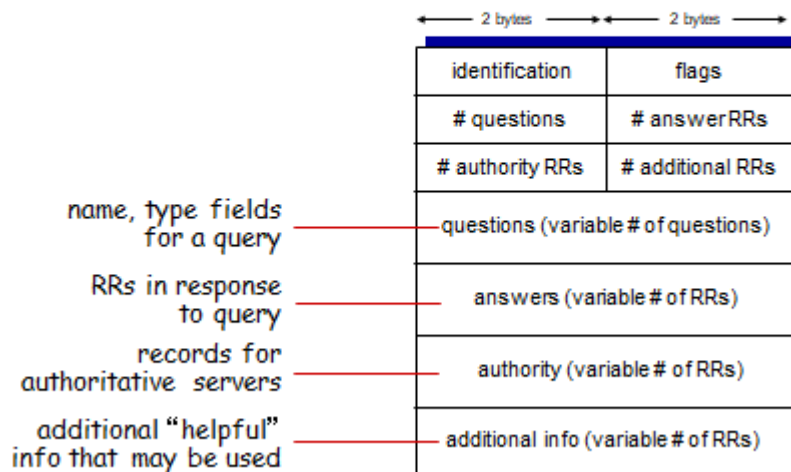 2 bytes 2 bytes
identification flags
# questions # answer RRs
# authority RRs # additional RRs
name, type fields
for a query
questions (variable # of questions)
RRs in response
to query
answers (variable # of RRs)
records for
authoritative servers
authority (variable # of RRs)
additional “helpful”
info that may be used
additional info (variable # of RRs)